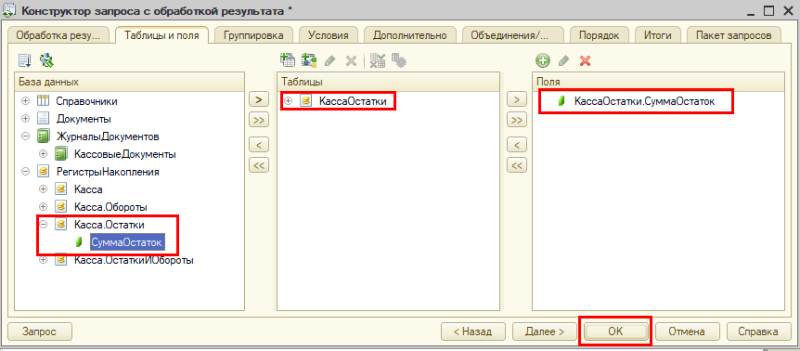 Конструктор запроса с обработкой результата *
Обработка резу... Таблицы и поля Группировка Условия Дополнительно Объединения/... Порядок Итоги Пакет запросов
База данных
Справочники
Документы
ЖурналыДокументов
КассовыеДокументы
РегистрыНакопления
Касса
Касса.Обороты
Касса.Остатки
СуммаОстаток
Касса.ОстаткиИОбороты
>
>>
<
<<
Таблицы
КассаОстатки
>
>>
<
<<
Поля
КассаОстатки.СуммаОстаток
Запрос < Назад Далее > OK Отмена Справка